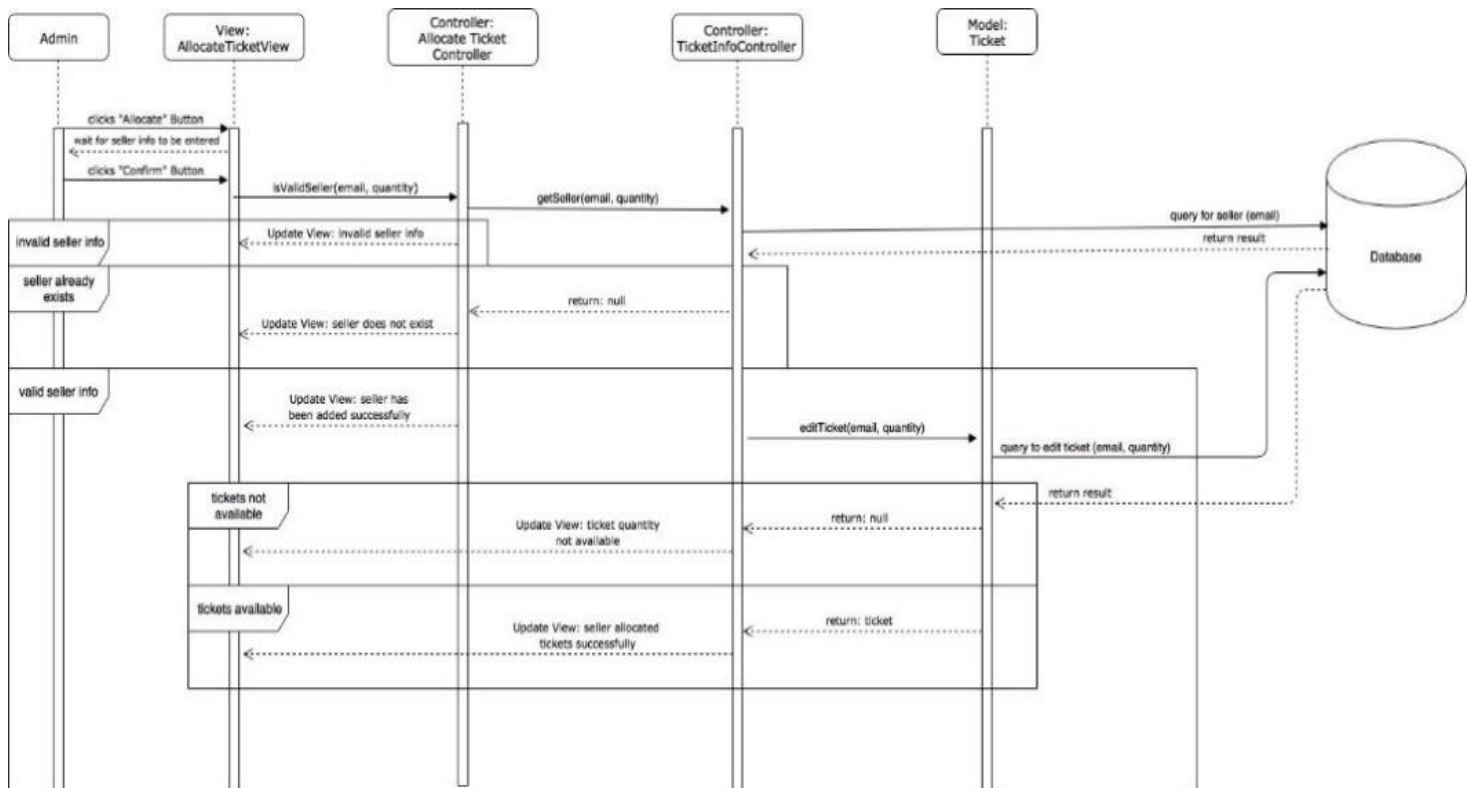 Admin
View:
AllocateTicketView
Controller:
Allocate Ticket
Controller
Controller:
TicketInfoController
Model:
Ticket
clicks "Allocate" Button
wait for seller info to be entered
clicks "Confirm" Button
isValidSeller(email, quantity)
getSeller(email, quantity)
query for seller (email)
return result
Database
invalid seller info
Update View: invalid seller info
seller already
exists
return: null
Update View: seller does not exist
valid seller info
Update View: seller has
been added successfully
editTicket(email, quantity)
query to edit ticket (email, quantity)
return result
tickets not
available
return: null
Update View: ticket quantity
not available
tickets available
return: ticket
Update View: seller allocated
tickets successfully